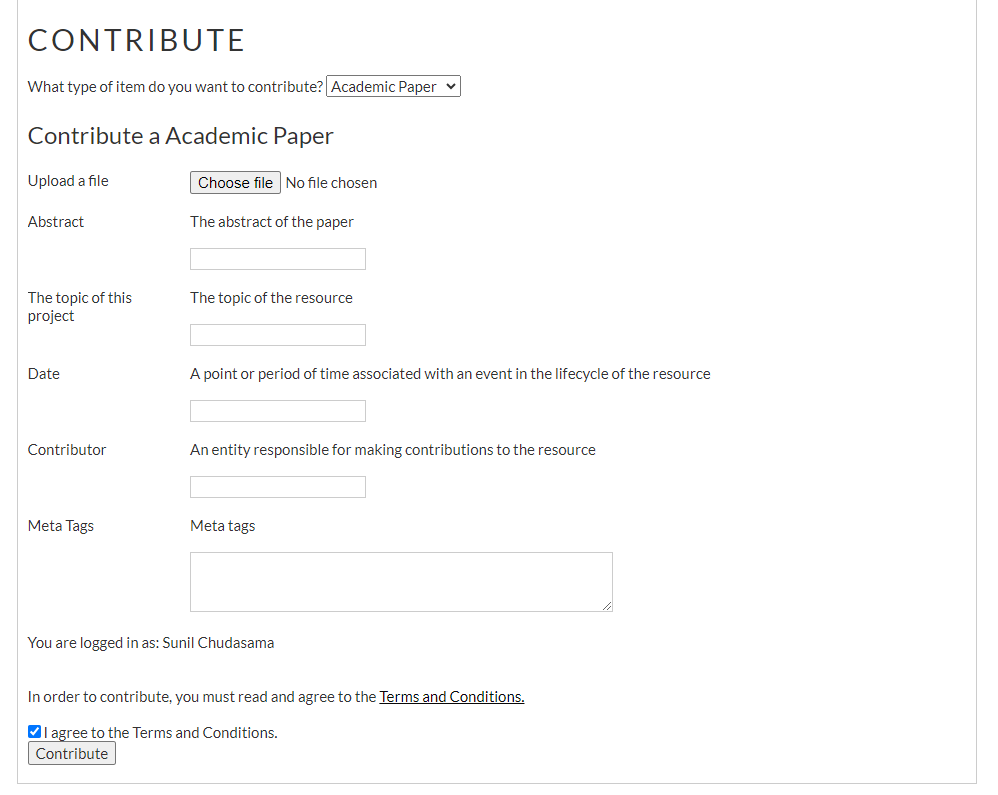 CONTRIBUTE
What type of item do you want to contribute? Academic Paper
Contribute a Academic Paper
Upload a file Choose file No file chosen
Abstract The abstract of the paper
The topic of this The topic of the resource
project
Date A point or period of time associated with an event in the lifecycle of the resource
Contributor An entity responsible for making contributions to the resource
Meta Tags Meta tags
You are logged in as: Sunil Chudasama
In order to contribute, you must read and agree to the Terms and Conditions.
I agree to the Terms and Conditions.
Contribute